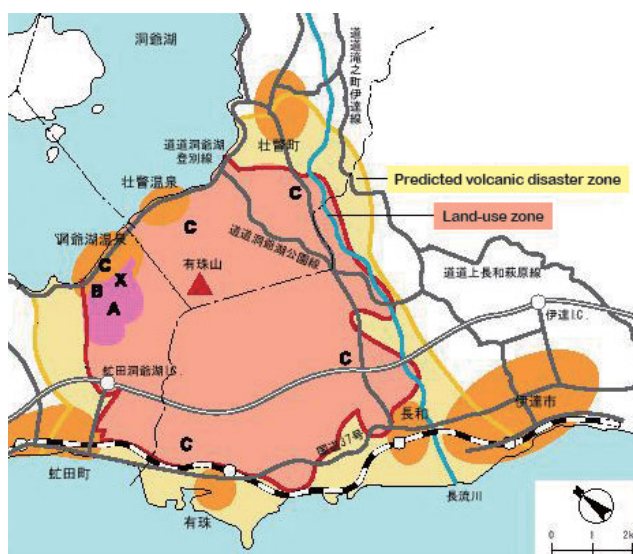 洞爺湖
道道滝之町伊達線
道道洞爺湖
登別線
壮瞥町
壮瞥温泉
Predicted volcanic disaster zone
Land-use zone
洞爺湖温泉
C
C
C
X
B
A
有珠山
道道洞爺湖公園線
道道上長和萩原線
伊達I.C.
虻田洞爺湖I.C.
C
伊達市
長和
C
国道37号
虻田町
有珠
長流川
0 1 2k